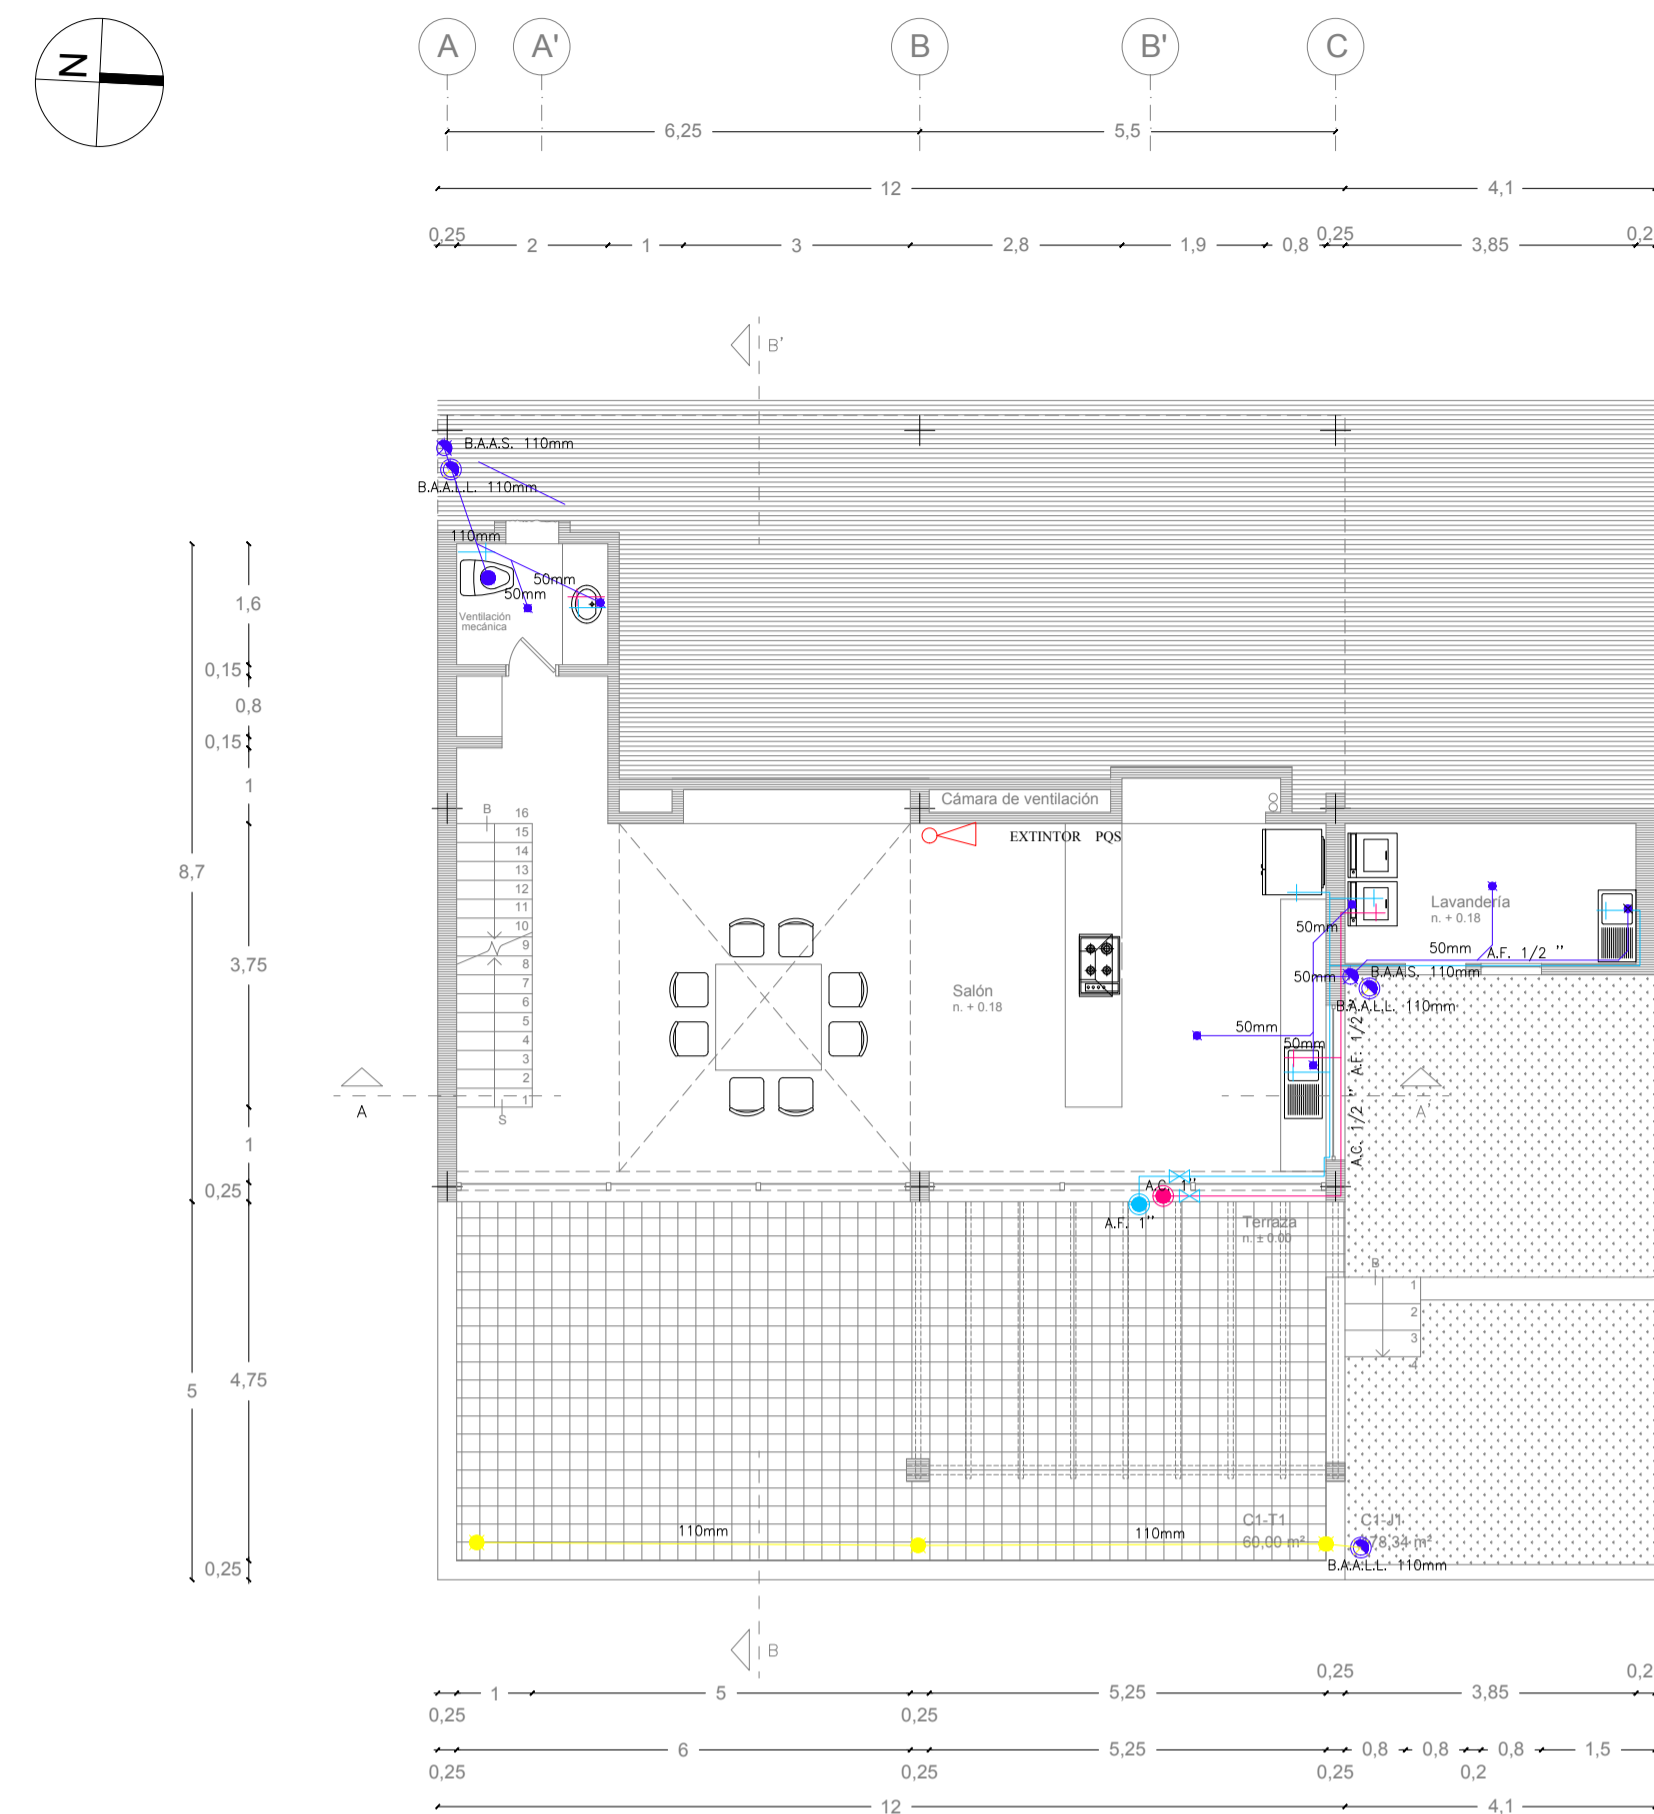 N
A A' B B' C
6,25 5,5
12 4,1
0,25 2 1 3 2,8 1,9 0,8 0,25 3,85 0,2
B'
B.A.A.S. 110mm
B.A.A.L.L. 110mm
110mm
50mm
50mm
Ventilación
mecánica
1,6
0,15
0,8
0,15
1
8,7
3,75
1
0,25
5
4,75
0,25
Cámara de ventilación
EXTINTOR PQS
B
16
15
14
13
12
11
10
9
8
7
6
5
4
3
2
1
S
A
Salón
n. + 0.18
Lavandería
n. + 0.18
50mm
50mm
A.F. 1/2 ''
50mm
B.A.A.S. 110mm
B.A.A.L.L. 110mm
50mm
50mm
A.C. 1/2 '' A.F. 1/2 ''
A'
A.C. 1''
A.F. 1''
Terraza
n. ± 0.00
B
1
2
3
4
110mm
110mm
C1-T1
60,00 m²
C1-J1
178,34 m²
B.A.A.L.L. 110mm
B
0,25 0,2
1 5 5,25 3,85
0,25 0,25
6 5,25 0,8 0,8 0,8 1,5
0,25 0,25 0,25 0,2
12 4,1